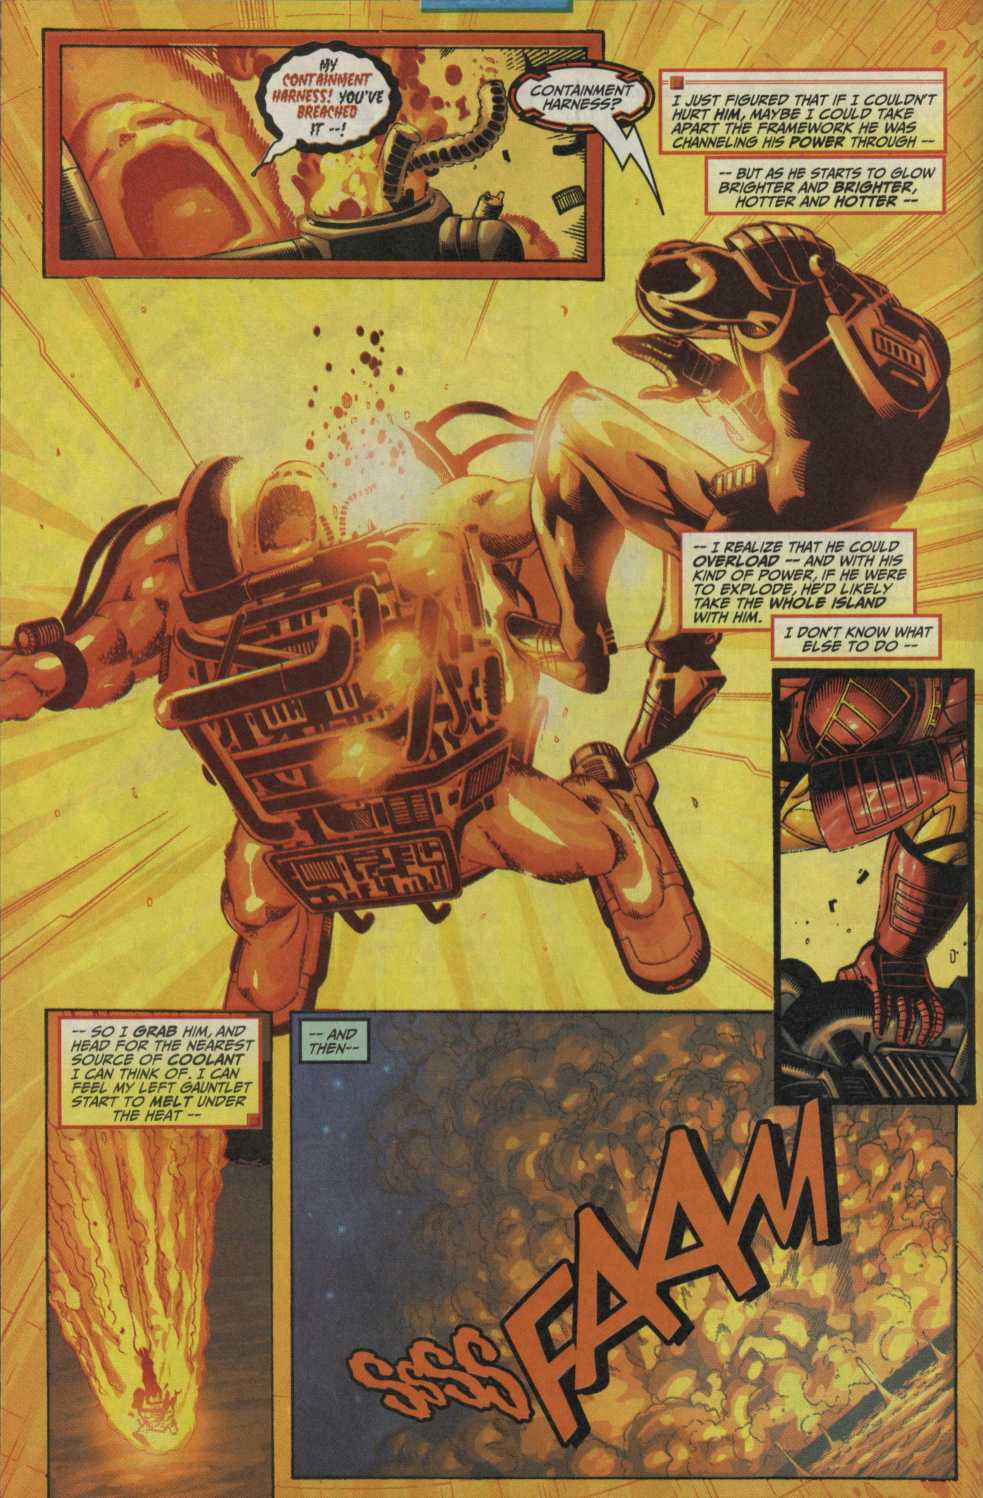 MY
CONTAINMENT
HARNESS! YOU'VE
BREACHED
IT --!
CONTAINMENT
HARNESS?
I JUST FIGURED THAT IF I COULDN'T
HURT HIM, MAYBE I COULD TAKE
APART THE FRAMEWORK HE WAS
CHANNELING HIS POWER THROUGH --
-- BUT AS HE STARTS TO GLOW
BRIGHTER AND BRIGHTER,
HOTTER AND HOTTER --
-- I REALIZE THAT HE COULD
OVERLOAD -- AND WITH HIS
KIND OF POWER, IF HE WERE
TO EXPLODE, HE'D LIKELY
TAKE THE WHOLE ISLAND
WITH HIM.
I DON'T KNOW WHAT
ELSE TO DO --
-- SO I GRAB HIM, AND
HEAD FOR THE NEAREST
SOURCE OF COOLANT
I CAN THINK OF. I CAN
FEEL MY LEFT GAUNTLET
START TO MELT UNDER
THE HEAT --
-- AND
THEN--
SSSSFAAM